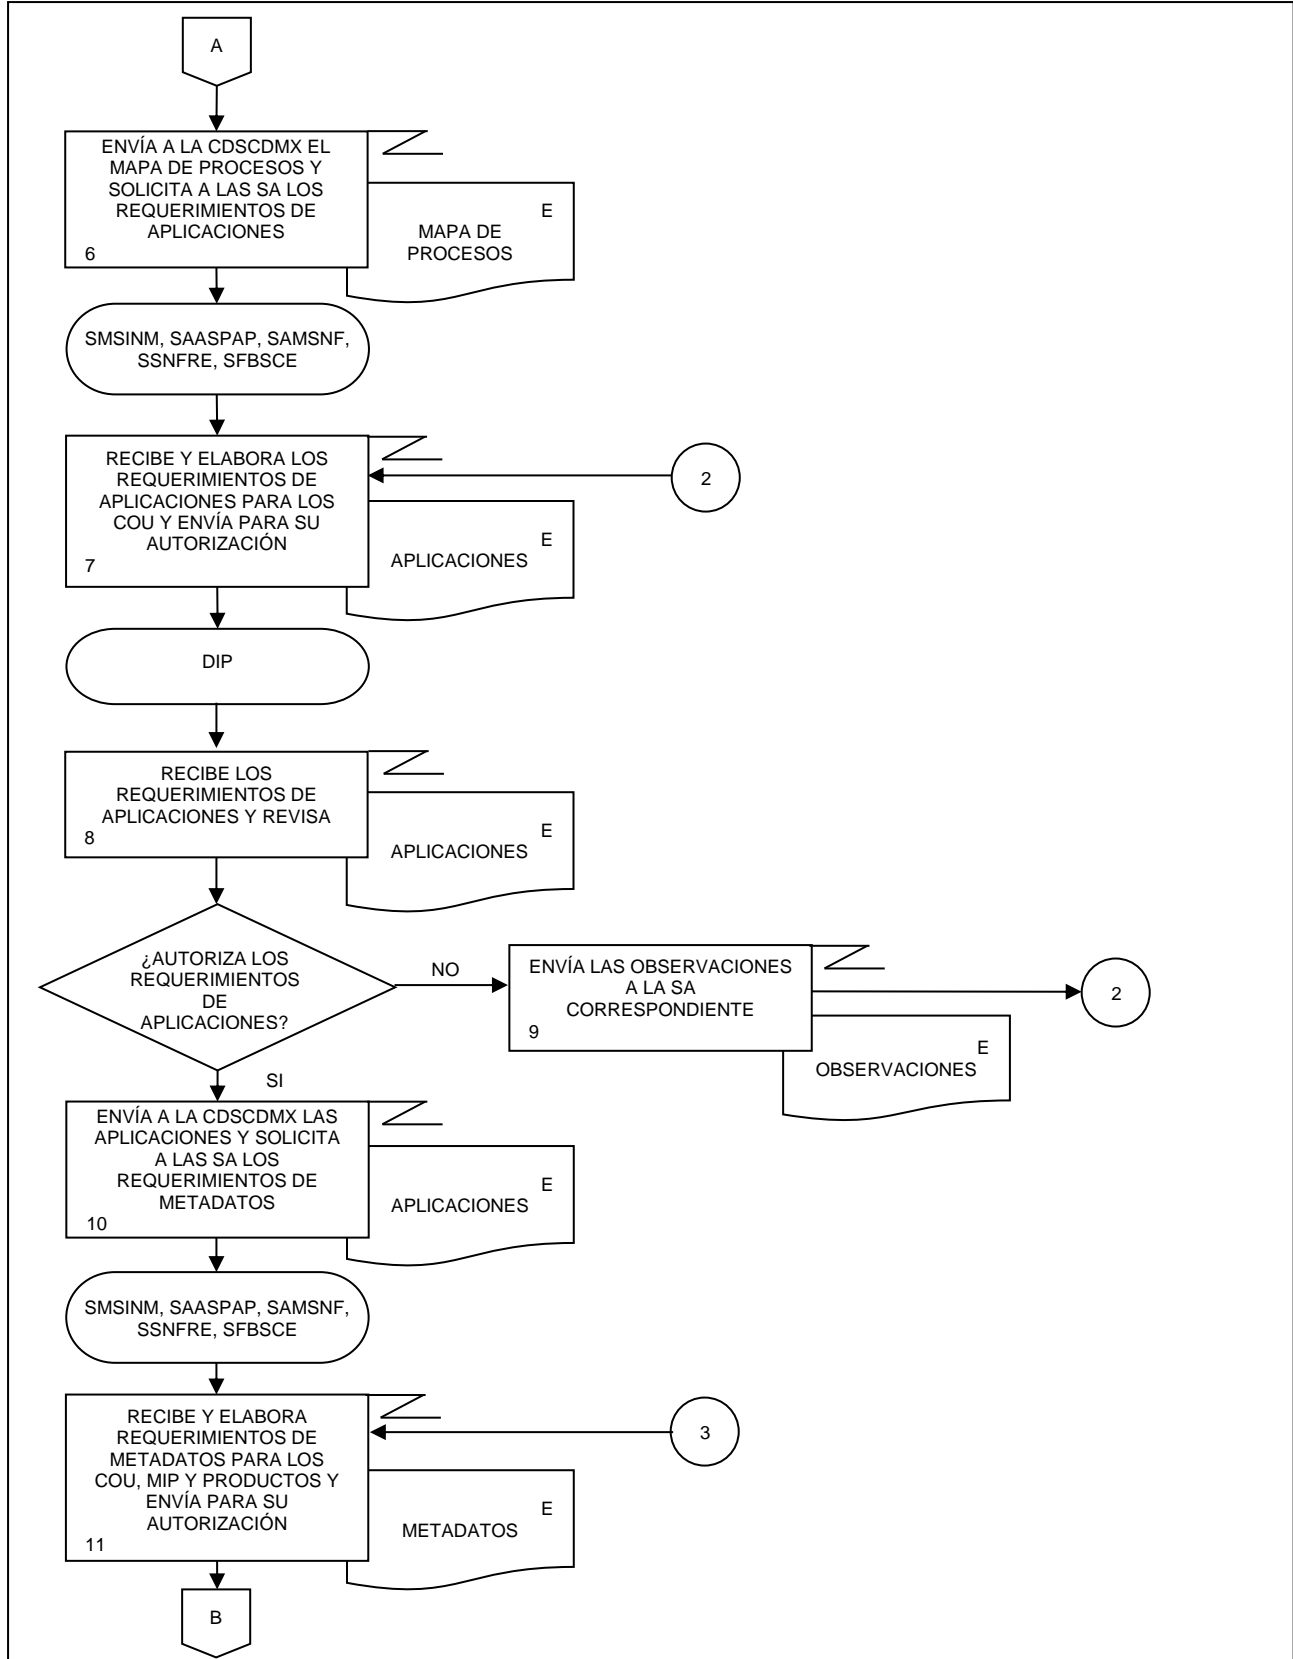 A
ENVÍA A LA CDSCDMX EL
MAPA DE PROCESOS Y
SOLICITA A LAS SA LOS
REQUERIMIENTOS DE
APLICACIONES
6
E
MAPA DE
PROCESOS
SMSINM, SAASPAP, SAMSNF,
SSNFRE, SFBSCE
RECIBE Y ELABORA LOS
REQUERIMIENTOS DE
APLICACIONES PARA LOS
COU Y ENVÍA PARA SU
AUTORIZACIÓN
7
2
E
APLICACIONES
DIP
RECIBE LOS
REQUERIMIENTOS DE
APLICACIONES Y REVISA
8
E
APLICACIONES
¿AUTORIZA LOS
REQUERIMIENTOS
DE
APLICACIONES?
NO
ENVÍA LAS OBSERVACIONES
A LA SA
CORRESPONDIENTE
9
2
E
OBSERVACIONES
SI
ENVÍA A LA CDSCDMX LAS
APLICACIONES Y SOLICITA
A LAS SA LOS
REQUERIMIENTOS DE
METADATOS
10
E
APLICACIONES
SMSINM, SAASPAP, SAMSNF,
SSNFRE, SFBSCE
RECIBE Y ELABORA
REQUERIMIENTOS DE
METADATOS PARA LOS
COU, MIP Y PRODUCTOS Y
ENVÍA PARA SU
AUTORIZACIÓN
11
3
E
METADATOS
B